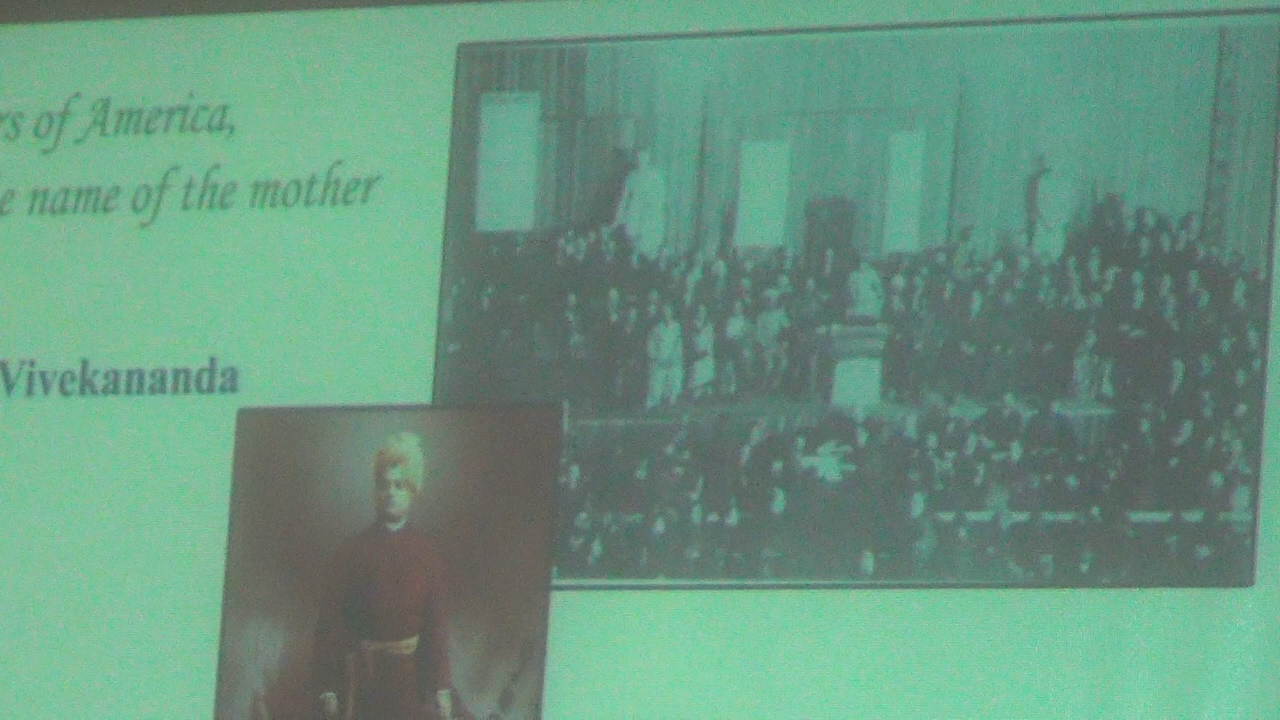 rs of America,
e name of the mother
Vivekananda